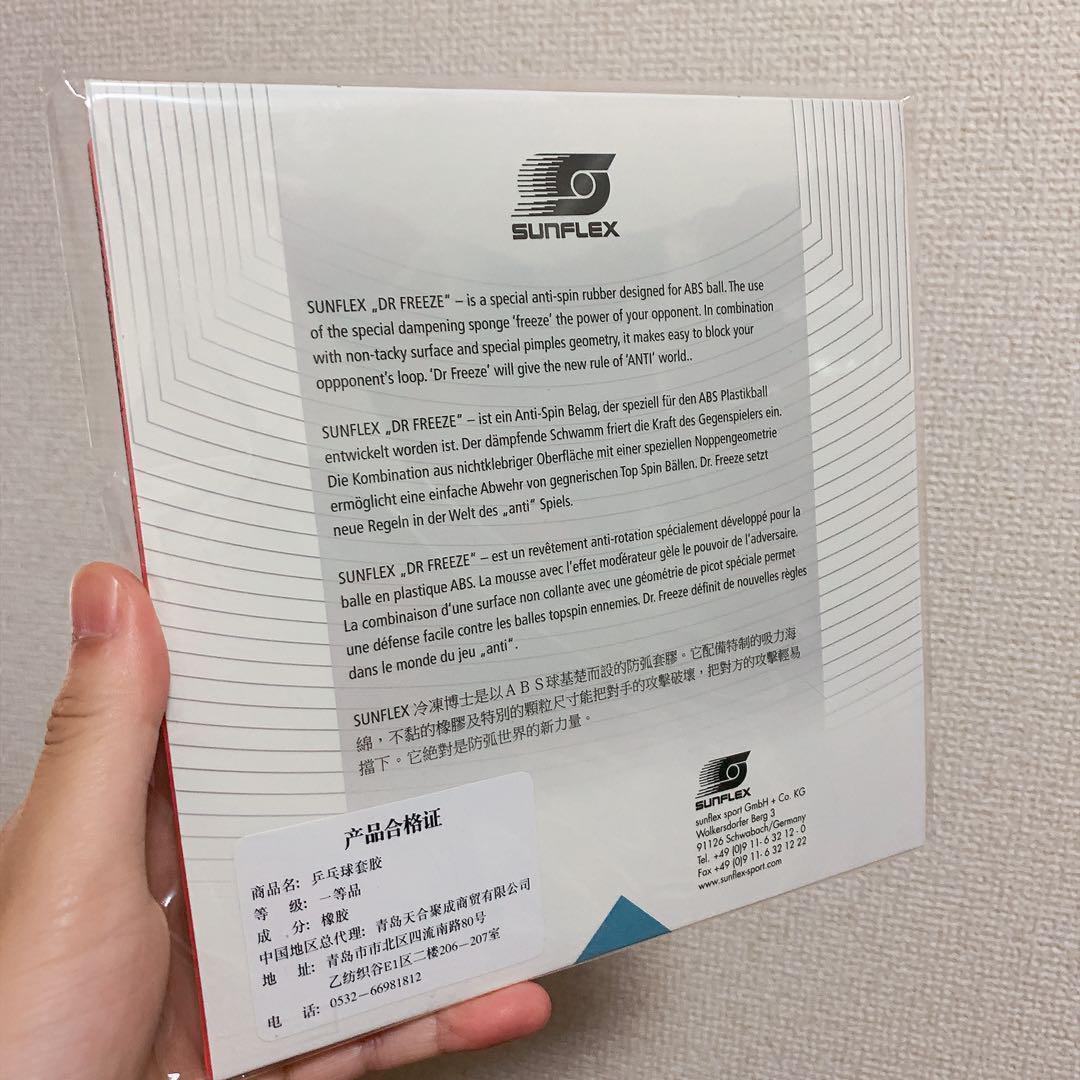 SUNFLEX
SUNFLEX „DR FREEZE" – is a special anti-spin rubber designed for ABS ball. The use
of the special dampening sponge 'freeze' the power of your opponent. In combination
with non-tacky surface and special pimples geometry, it makes easy to block your
oppponent's loop. 'Dr Freeze' will give the new rule of 'ANTI' world..
SUNFLEX „DR FREEZE" – ist ein Anti-Spin Belag, der speziell für den ABS Plastikball
entwickelt worden ist. Der dämpfende Schwamm friert die Kraft des Gegenspielers ein.
Die Kombination aus nichtklebriger Oberfläche mit einer speziellen Noppengeometrie
ermöglicht eine einfache Abwehr von gegnerischen Top Spin Bällen. Dr. Freeze setzt
neue Regeln in der Welt des „anti" Spiels.
SUNFLEX „DR FREEZE" – est un revêtement anti-rotation spécialement développé pour la
balle en plastique ABS. La mousse avec l'effet modérateur gèle le pouvoir de l'adversaire.
La combinaison d'une surface non collante avec une géométrie de picot spéciale permet
une défense facile contre les balles topspin ennemies. Dr. Freeze définit de nouvelles règles
dans le monde du jeu „anti".
SUNFLEX 冷凍博士是以ABS球基楚而設的防弧套膠。它配備特制的吸力海
綿，不黏的橡膠及特別的顆粒尺寸能把對手的攻擊破壞，把對方的攻擊輕易
擋下。它絕對是防弧世界的新力量。
SUNFLEX
sunflex sport GmbH + Co. KG
Wolkersdorfer Berg 3
91126 Schwabach/Germany
Tel. +49 (0)9 11- 6 32 12 - 0
Fax +49 (0)9 11- 6 32 12 22
www.sunflex-sport.com
产品合格证
商品名: 乒乓球套胶
等 级: 一等品
成 分: 橡胶
中国地区总代理: 青岛天合聚成商贸有限公司
地 址: 青岛市市北区四流南路80号
乙纺织谷E1区二楼206—207室
电 话: 0532—66981812